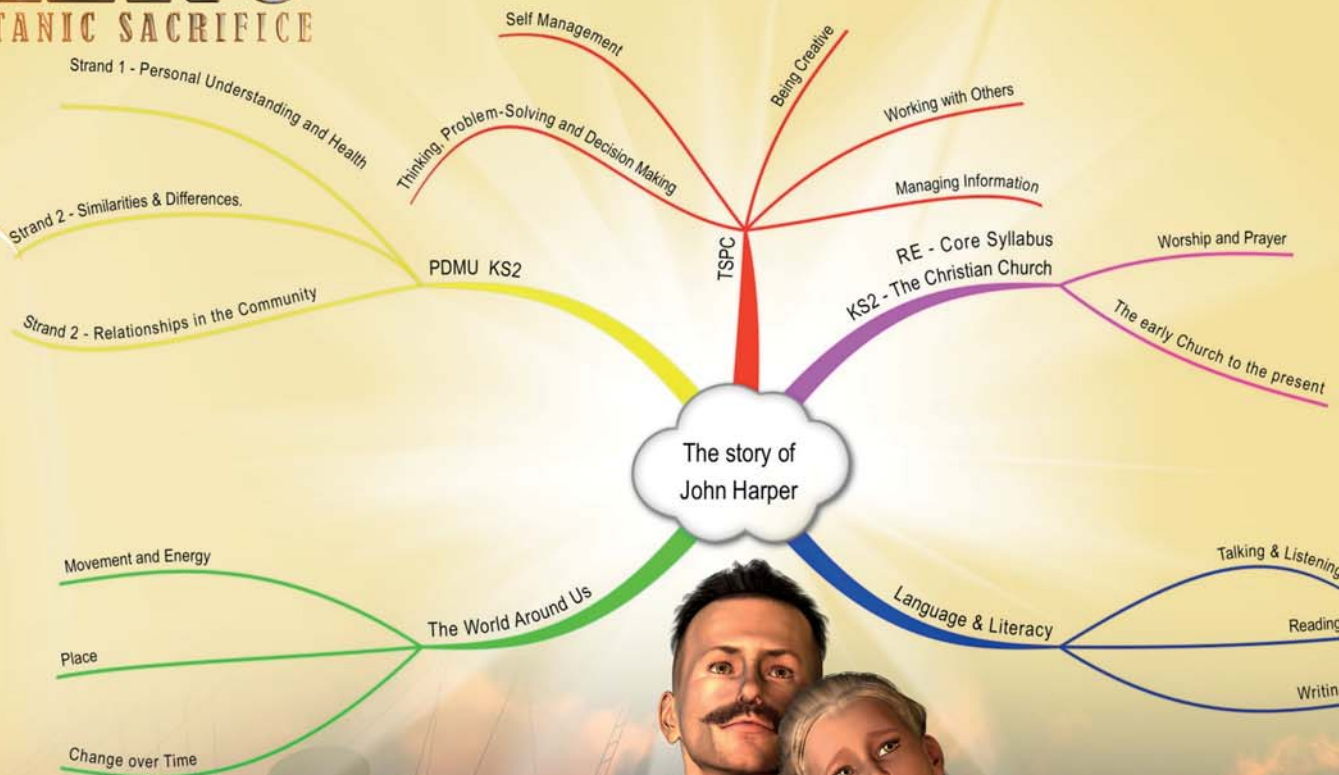 TANIC SACRIFICE
Strand 1 - Personal Understanding and Health
Strand 2 - Similarities & Differences.
Strand 2 - Relationships in the Community
PDMU KS2
Self Management
Thinking, Problem-Solving and Decision Making
Being Creative
Working with Others
Managing Information
TSPC
RE - Core Syllabus
KS2 - The Christian Church
Worship and Prayer
The early Church to the present
The story of
John Harper
Movement and Energy
Place
Change over Time
The World Around Us
Language & Literacy
Talking & Listening
Reading
Writin